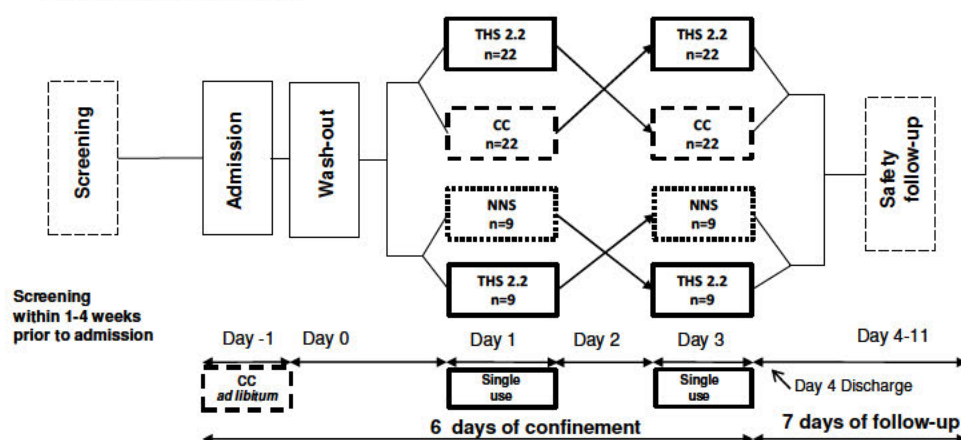 Screening
Admission
Wash-out
THS 2.2
n=22
CC
n=22
NNS
n=9
THS 2.2
n=9
THS 2.2
n=22
CC
n=22
NNS
n=9
THS 2.2
n=9
Safety
follow-up
Screening
within 1-4 weeks
prior to admission
Day -1
Day 0
Day 1
Day 2
Day 3
Day 4-11
CC
ad libitum
Single
use
Single
use
Day 4 Discharge
6 days of confinement
7 days of follow-up